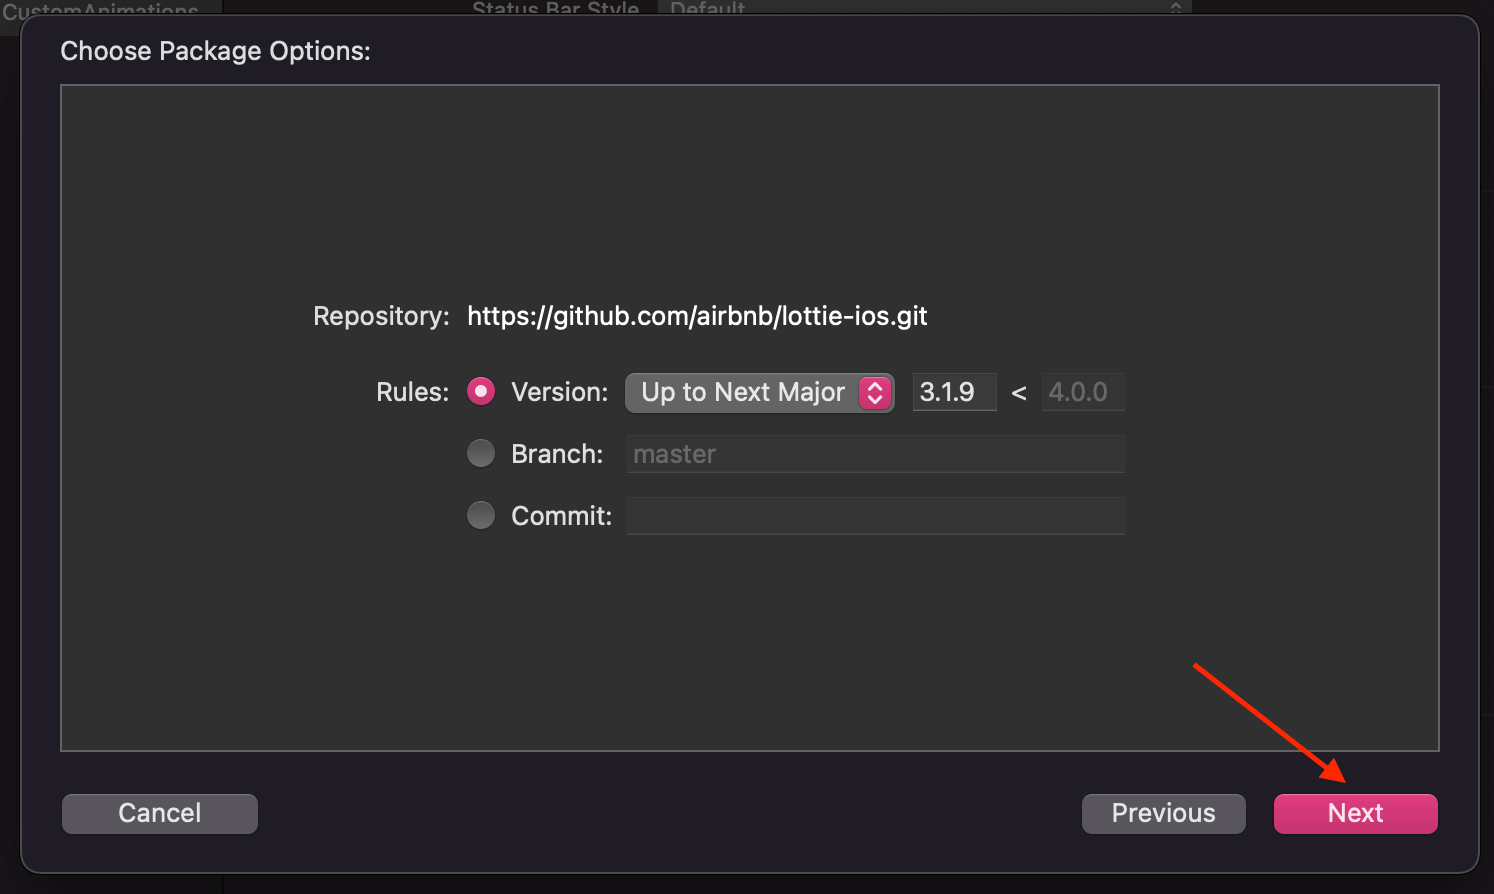 CustomAnimations
Status Bar Style Default
Choose Package Options:
Repository: https://github.com/airbnb/lottie-ios.git
Rules: Version: Up to Next Major 3.1.9 < 4.0.0
Branch: master
Commit:
Cancel Previous Next